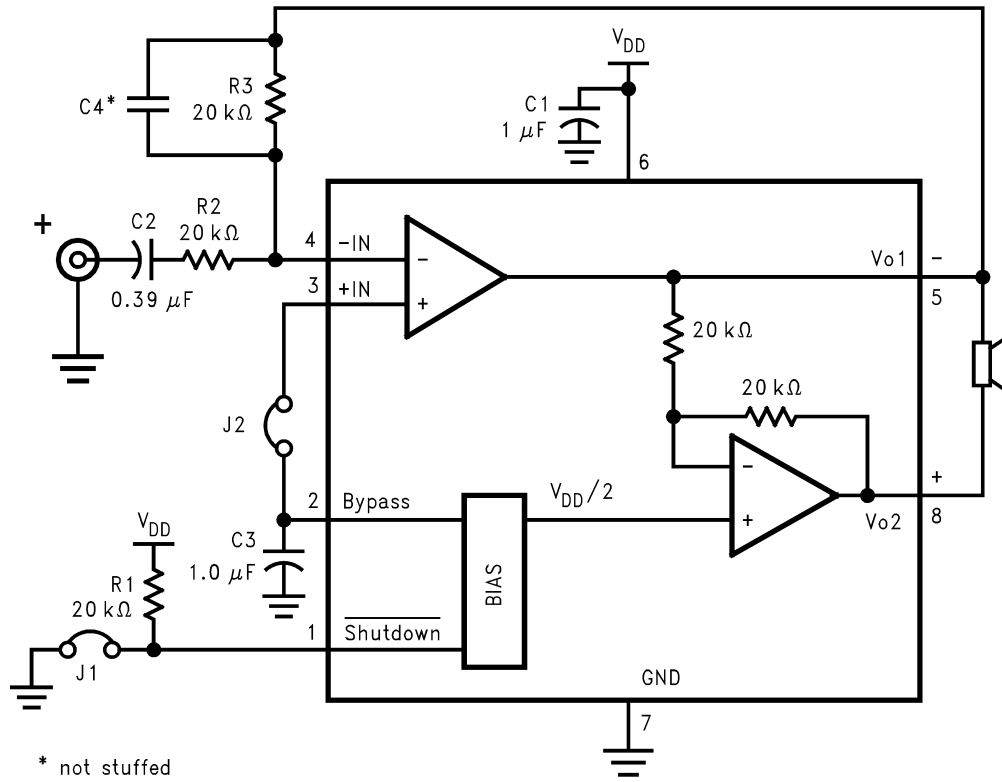 V_DD
C4*
R3
20 kΩ
C1
1 μF
6
+
C2
R2
20 kΩ
0.39 μF
4
-IN
3
+IN
-
+
Vo1
-
5
20 kΩ
20 kΩ
J2
2
Bypass
V_DD/2
-
+
+
8
Vo2
C3
1.0 μF
BIAS
V_DD
R1
20 kΩ
1
Shutdown
J1
GND
7
* not stuffed